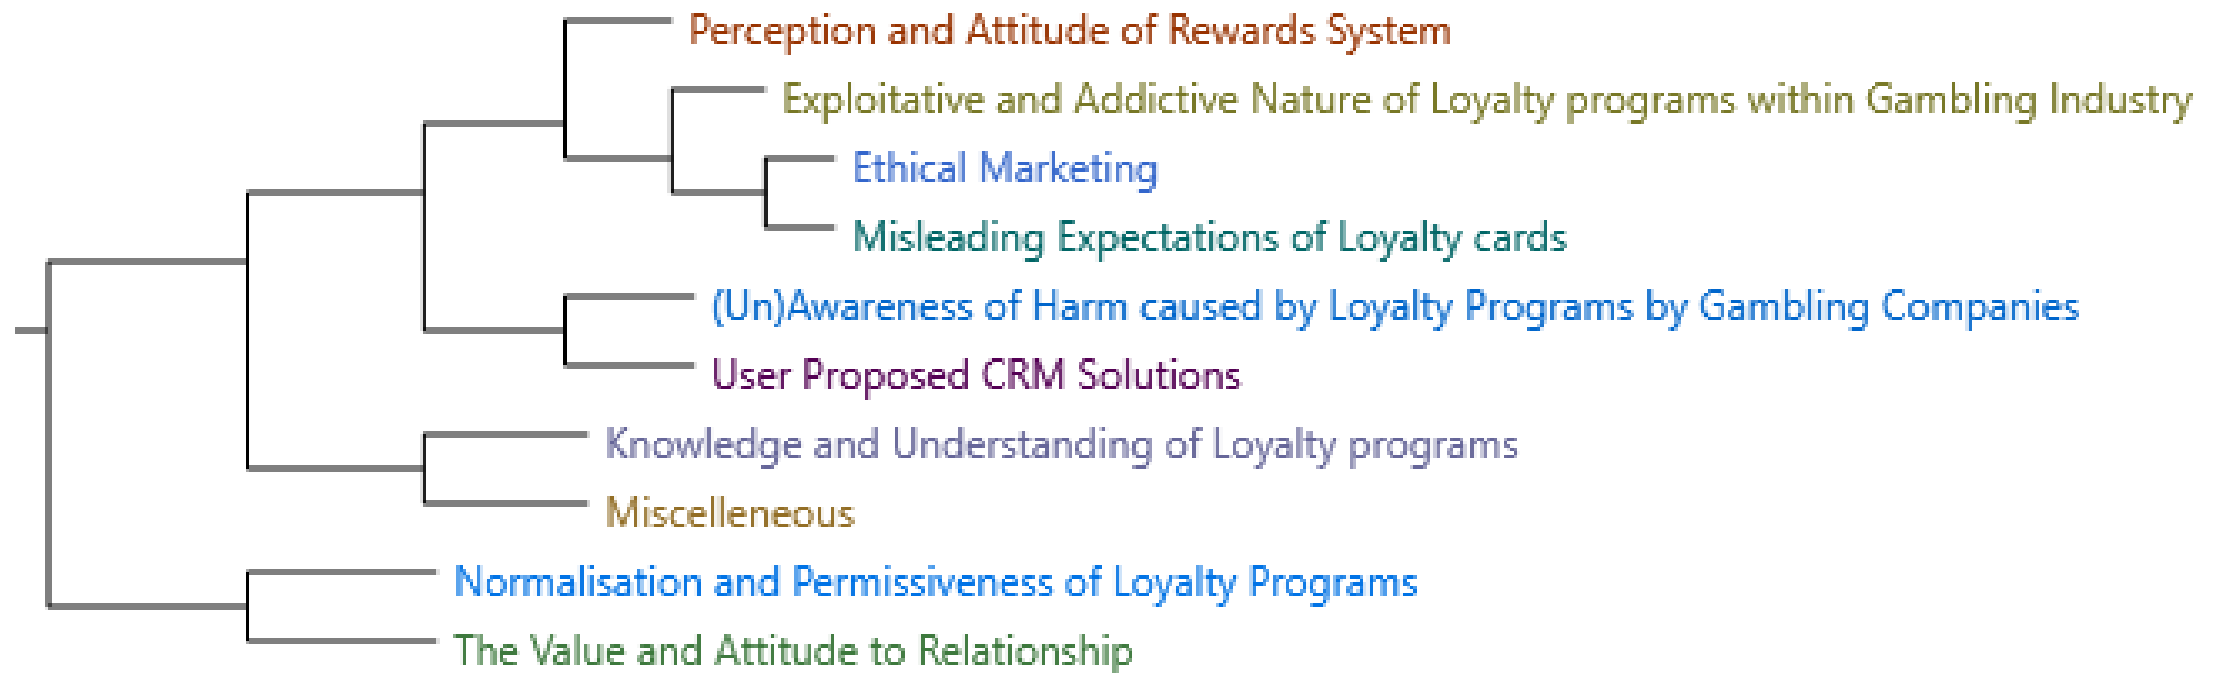 Perception and Attitude of Rewards System
Exploitative and Addictive Nature of Loyalty programs within Gambling Industry
Ethical Marketing
Misleading Expectations of Loyalty cards
(Un)Awareness of Harm caused by Loyalty Programs by Gambling Companies
User Proposed CRM Solutions
Knowledge and Understanding of Loyalty programs
Miscelleneous
Normalisation and Permissiveness of Loyalty Programs
The Value and Attitude to Relationship